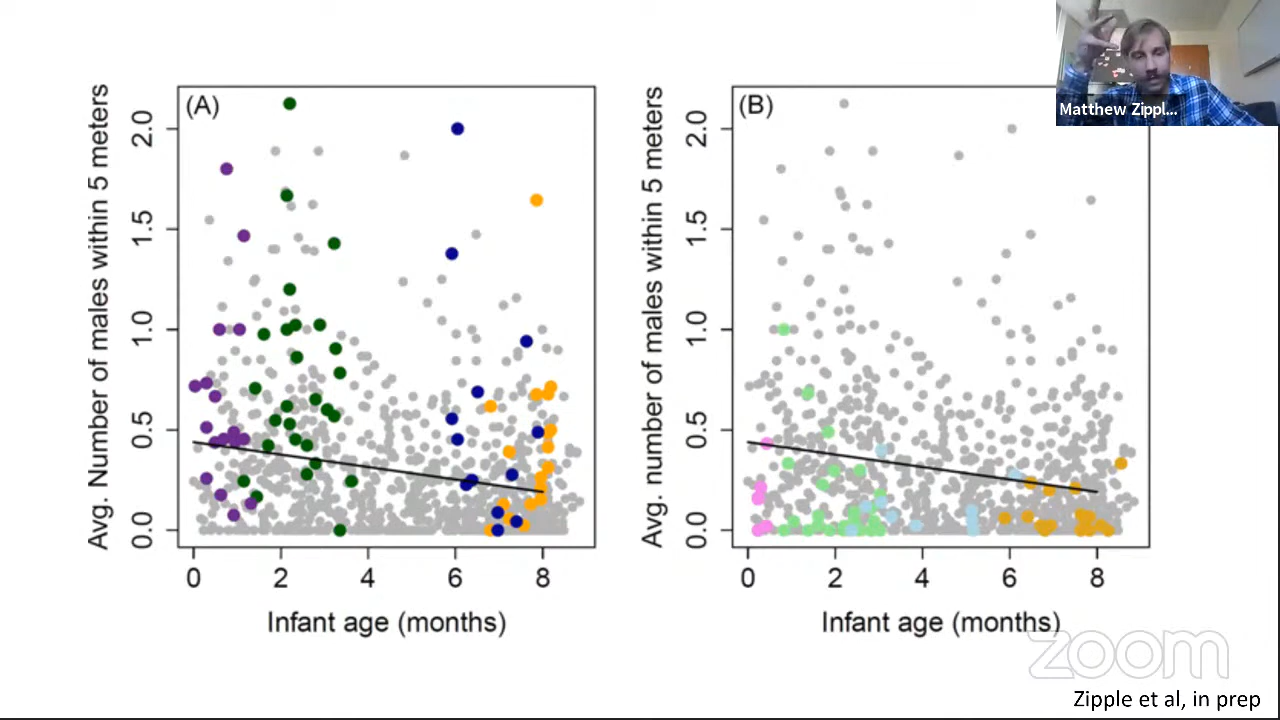 Matthew Zippl...
(A)
Avg. Number of males within 5 meters
2.0
1.5
1.0
0.5
0.0
0 2 4 6 8
Infant age (months)
(B)
Avg. number of males within 5 meters
2.0
1.5
1.0
0.5
0.0
0 2 4 6 8
Infant age (months)
zoom
Zipple et al, in prep